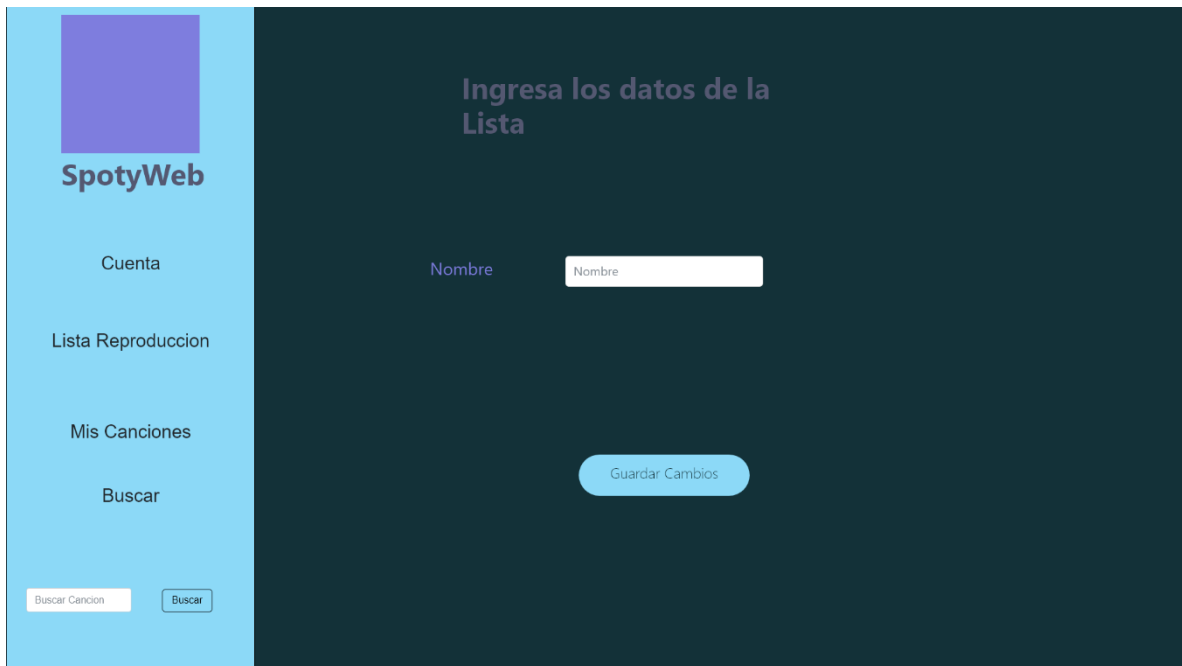 SpotyWeb
Cuenta
Lista Reproduccion
Mis Canciones
Buscar
Buscar Cancion
Buscar
Ingresa los datos de la
Lista
Nombre
Nombre
Guardar Cambios